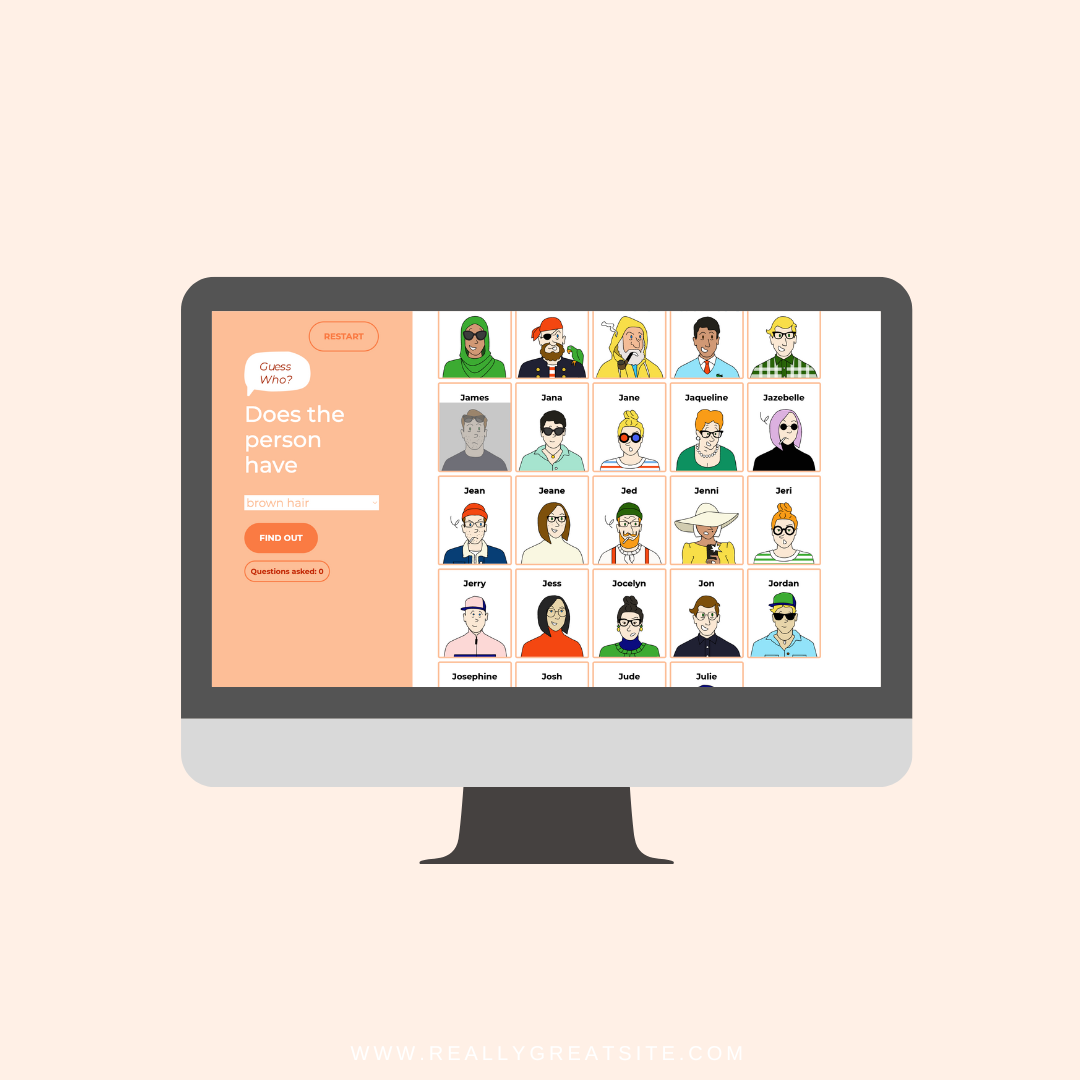 RESTART
Guess
Who?
Does the
person
have
brown hair
FIND OUT
Questions asked: 0
James Jana Jane Jaqueline Jazebelle
Jean Jeane Jed Jenni Jeri
Jerry Jess Jocelyn Jon Jordan
Josephine Josh Jude Julie
WWW.REALLYGREATSITE.COM